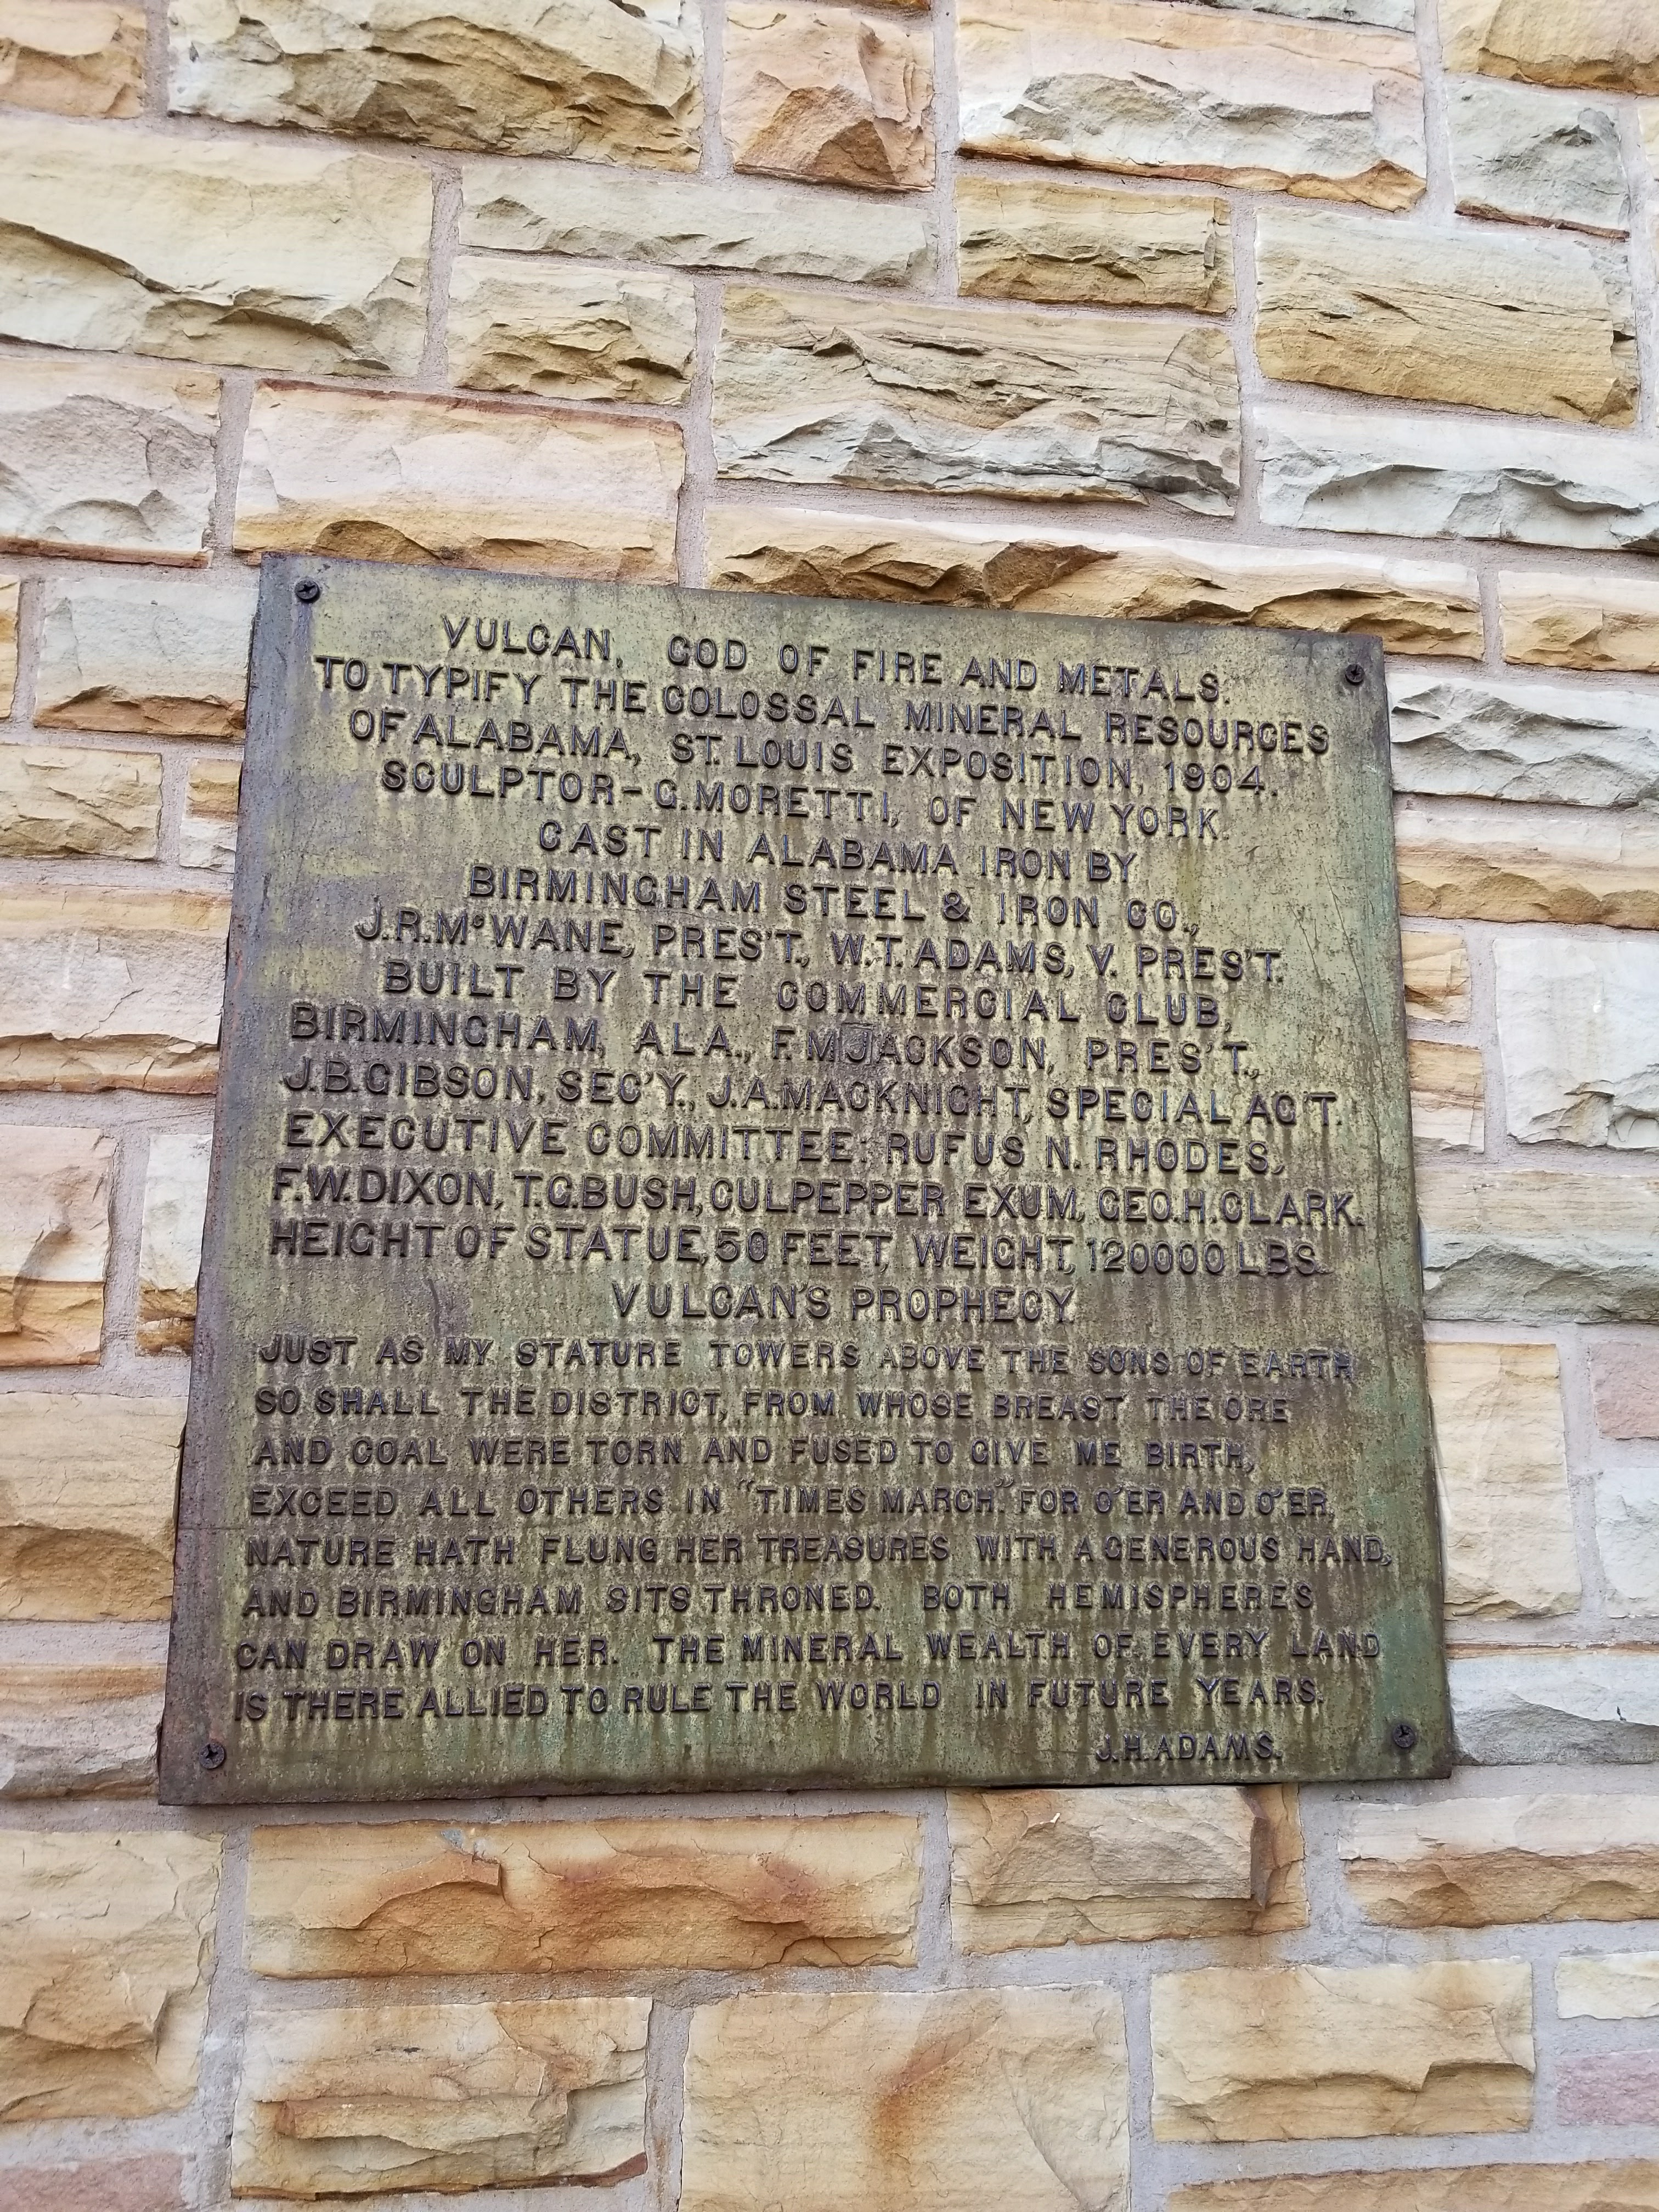 VULCAN, GOD OF FIRE AND METALS.
TO TYPIFY THE COLOSSAL MINERAL RESOURCES
OF ALABAMA, ST. LOUIS EXPOSITION, 1904.
SCULPTOR-G. MORETTI, OF NEW YORK.
CAST IN ALABAMA IRON BY
BIRMINGHAM STEEL & IRON CO.,
J.R. McWANE, PRES'T., W.T. ADAMS, V. PRES'T.
BUILT BY THE COMMERCIAL CLUB,
BIRMINGHAM, ALA., F.M JACKSON, PRES'T.,
J.B. GIBSON, SEC'Y., J.A. MACKNIGHT, SPECIAL AG'T.
EXECUTIVE COMMITTEE: RUFUS N. RHODES,
F.W. DIXON, T.G. BUSH, CULPEPPER EXUM, GEO. H. CLARK.
HEIGHT OF STATUE, 50 FEET, WEIGHT, 120000 LBS.
VULCAN'S PROPHECY.
JUST AS MY STATURE TOWERS ABOVE THE SONS OF EARTH
SO SHALL THE DISTRICT, FROM WHOSE BREAST THE ORE
AND COAL WERE TORN AND FUSED TO GIVE ME BIRTH,
EXCEED ALL OTHERS IN "TIMES MARCH." FOR O'ER AND O'ER,
NATURE HATH FLUNG HER TREASURES WITH A GENEROUS HAND,
AND BIRMINGHAM SITS THRONED. BOTH HEMISPHERES
CAN DRAW ON HER. THE MINERAL WEALTH OF EVERY LAND
IS THERE ALLIED TO RULE THE WORLD IN FUTURE YEARS.
J.H. ADAMS.